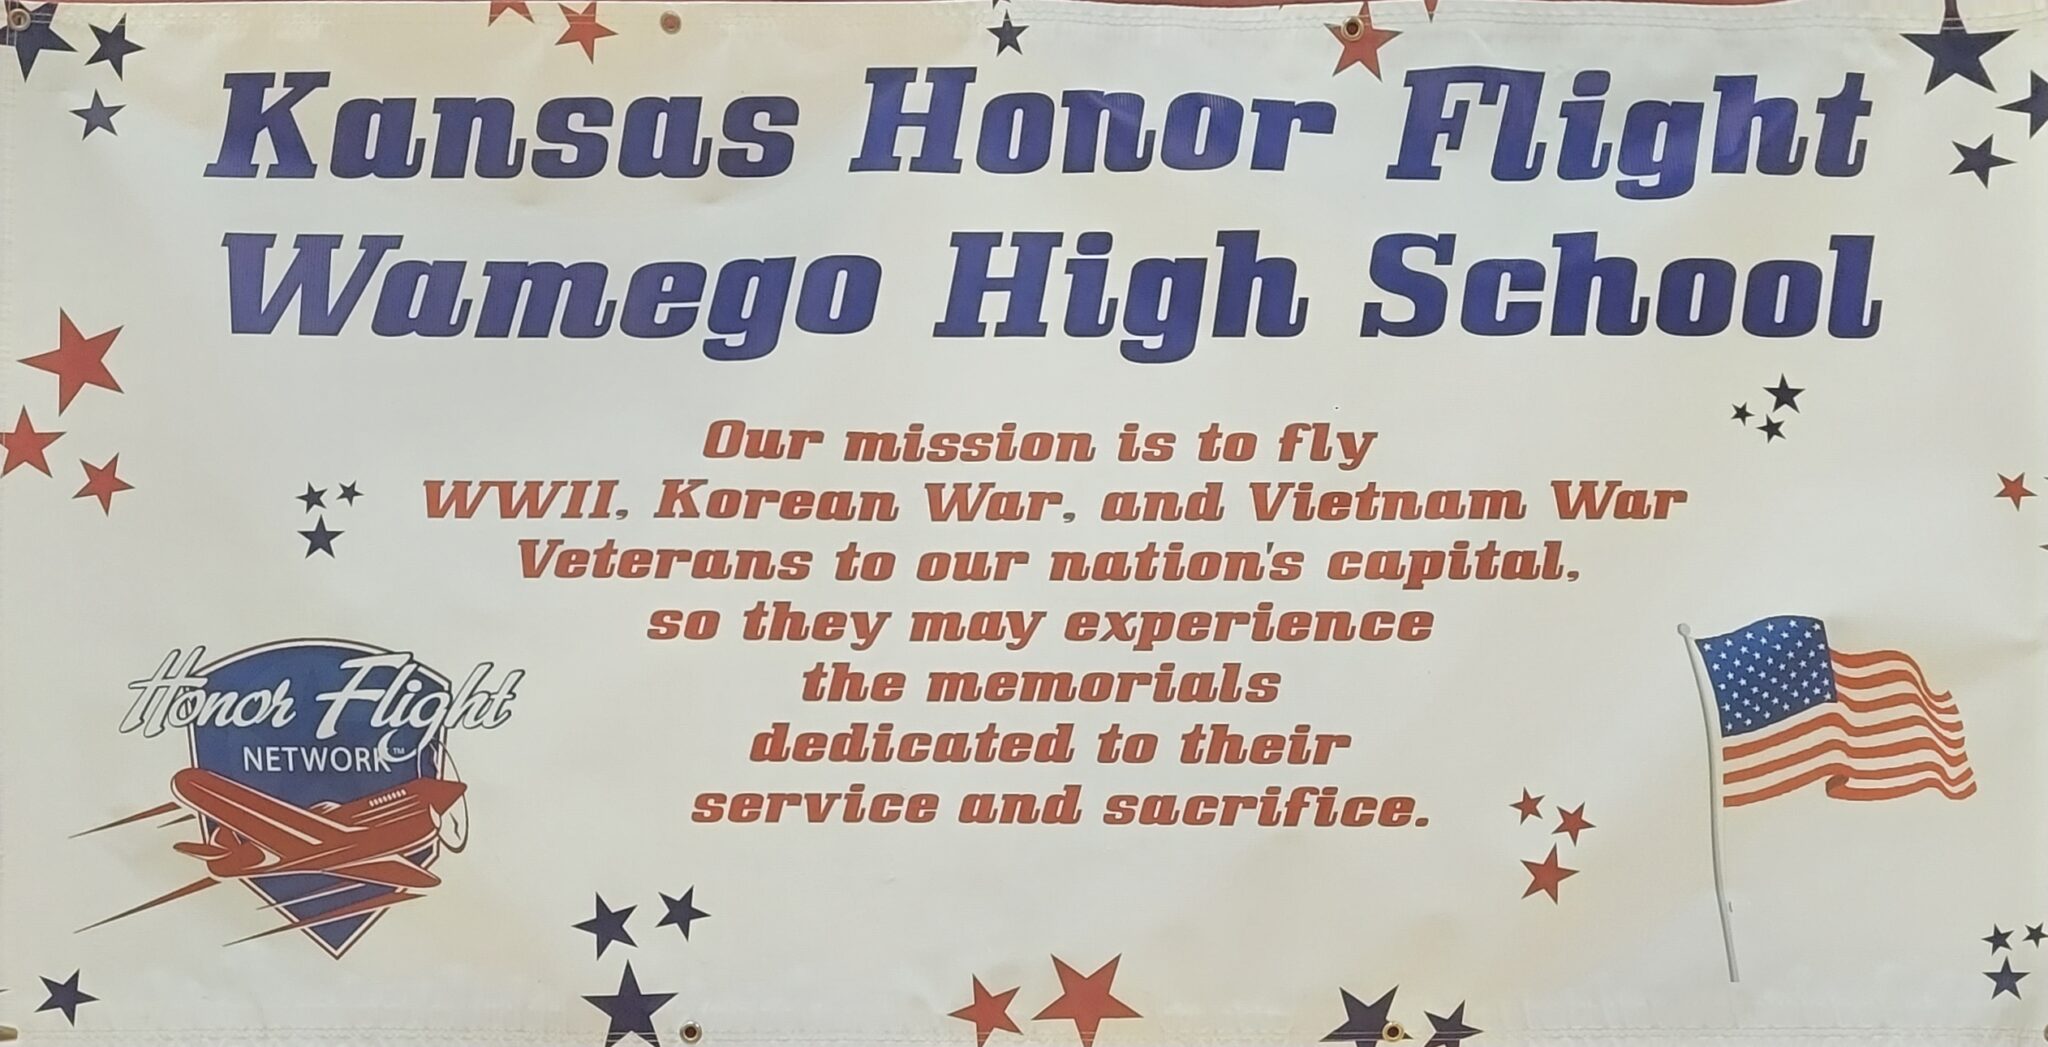 Kansas Honor Flight
Wamego High School
Our mission is to fly
WWII, Korean War, and Vietnam War
Veterans to our nation's capital,
so they may experience
the memorials
dedicated to their
service and sacrifice.
Honor Flight
NETWORK™